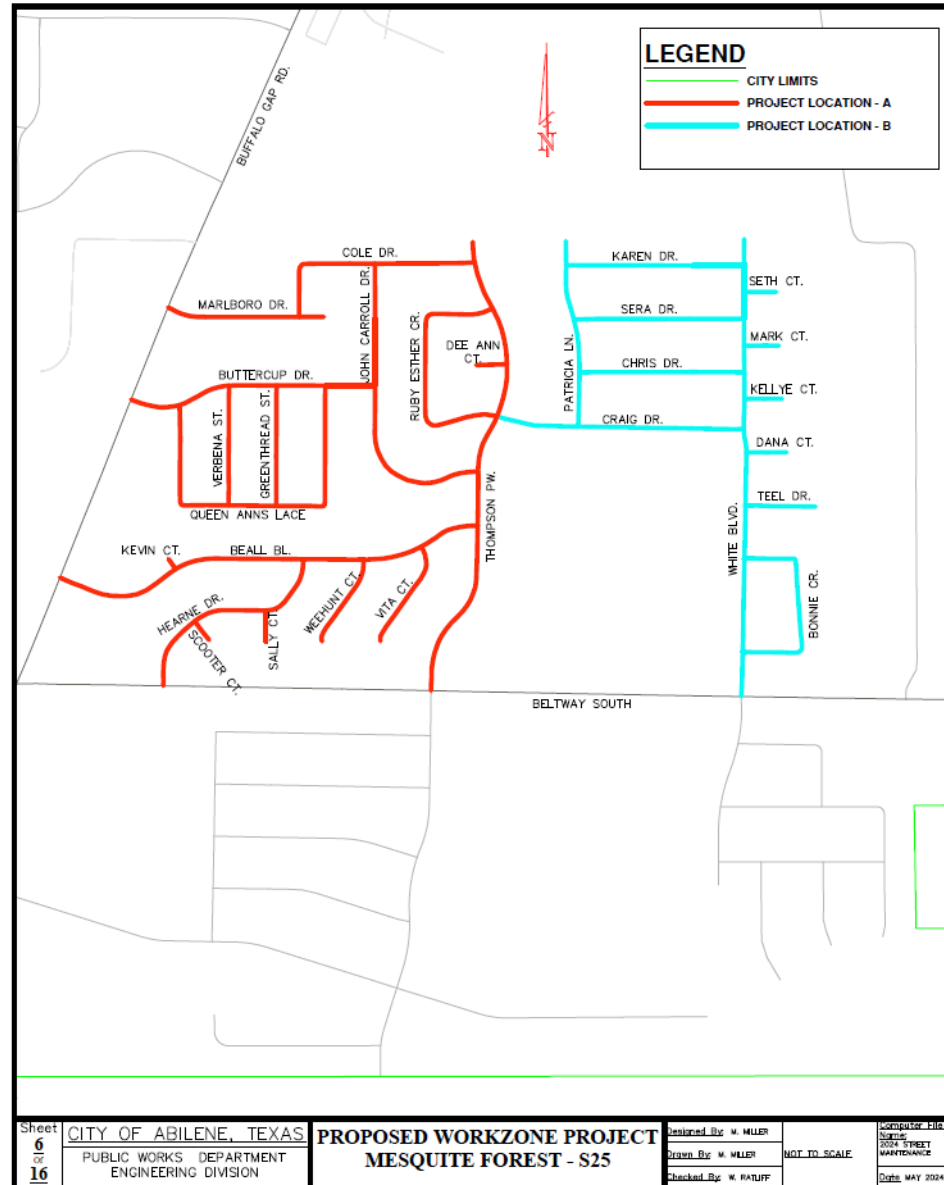 LEGEND
CITY LIMITS
PROJECT LOCATION - A
PROJECT LOCATION - B
BUFFALO GAP RD.
N
COLE DR.
KAREN DR.
SETH CT.
MARLBORO DR.
JOHN CARROLL DR.
SERA DR.
RUBY ESTHER CR.
DEE ANN
CT.
PATRICIA LN.
MARK CT.
BUTTERCUP DR.
CHRIS DR.
KELLYE CT.
VERBENA ST.
GREENTHREAD ST.
CRAIG DR.
DANA CT.
QUEEN ANNS LACE
THOMPSON PW.
TEEL DR.
WHITE BLVD.
KEVIN CT.
BEALL BL.
HEARNE DR.
SCOOTER CT.
SALLY CT.
WEEHUNT CT.
VITA CT.
BONNIE CR.
BELTWAY SOUTH
Sheet
6
of
16
CITY OF ABILENE, TEXAS
PUBLIC WORKS DEPARTMENT
ENGINEERING DIVISION
PROPOSED WORKZONE PROJECT
MESQUITE FOREST - S25
Designed By: M. MILLER
Drawn By: M. MILLER
Checked By: W. RATLIFF
NOT TO SCALE
Computer File
Name:
2024 STREET
MAINTENANCE
Date MAY 2024